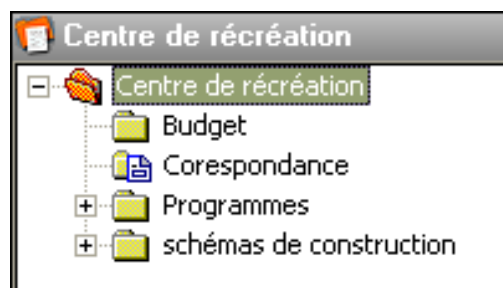 Centre de récréation
Centre de récréation
Budget
Corespondance
Programmes
schémas de construction